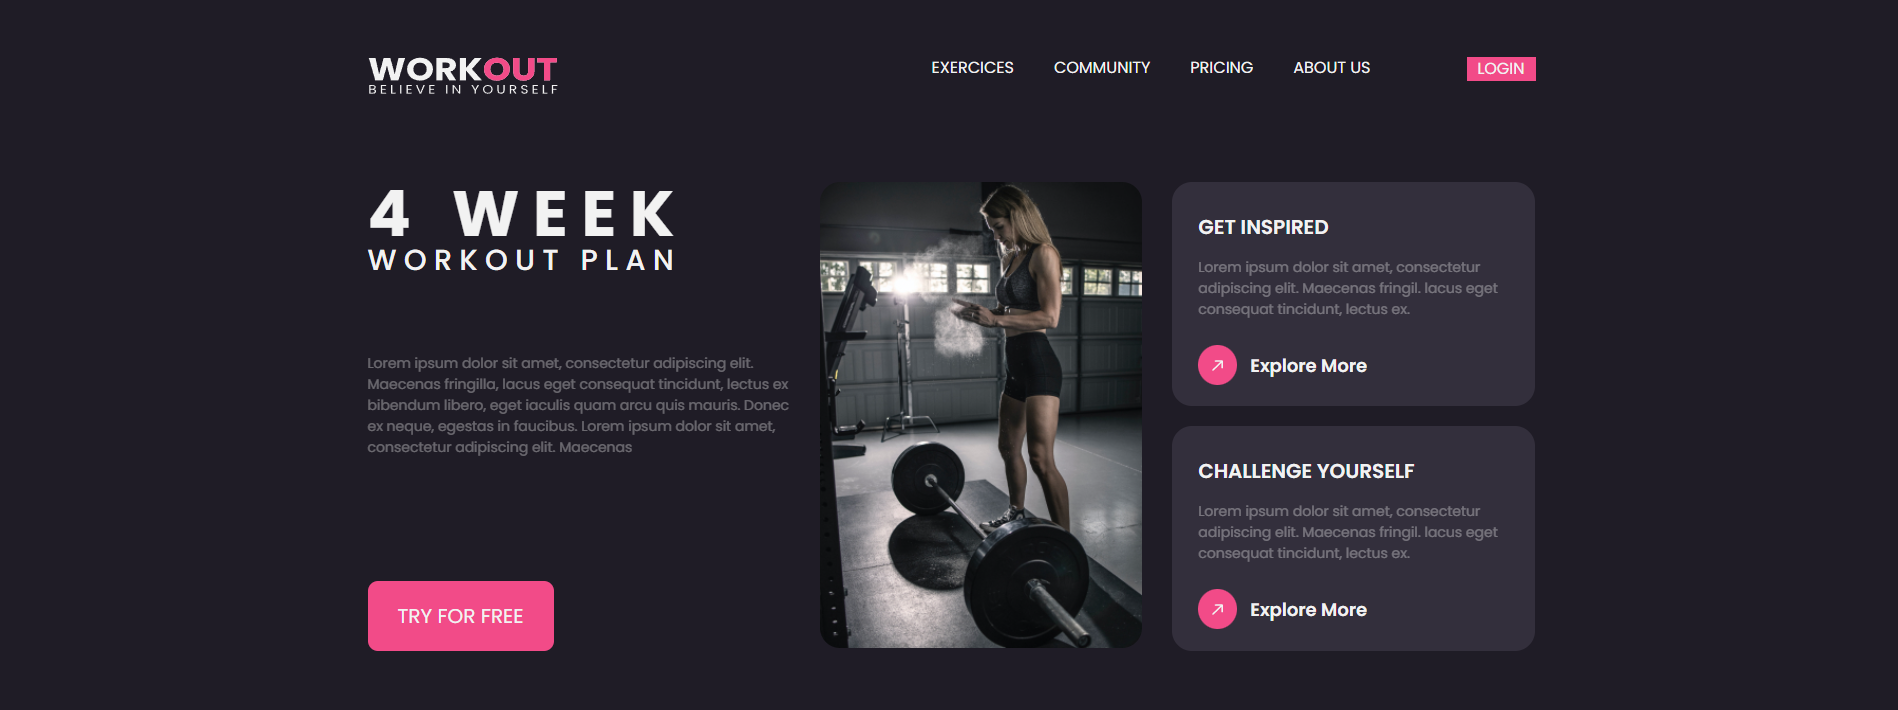 WORKOUT
BELIEVE IN YOURSELF
EXERCICES
COMMUNITY
PRICING
ABOUT US
LOGIN
4 WEEK
WORKOUT PLAN
Lorem ipsum dolor sit amet, consectetur adipiscing elit.
Maecenas fringilla, lacus eget consequat tincidunt, lectus ex
bibendum libero, eget iaculis quam arcu quis mauris. Donec
ex neque, egestas in faucibus. Lorem ipsum dolor sit amet,
consectetur adipiscing elit. Maecenas
TRY FOR FREE
GET INSPIRED
Lorem ipsum dolor sit amet, consectetur
adipiscing elit. Maecenas fringil. lacus eget
consequat tincidunt, lectus ex.
Explore More
CHALLENGE YOURSELF
Lorem ipsum dolor sit amet, consectetur
adipiscing elit. Maecenas fringil. lacus eget
consequat tincidunt, lectus ex.
Explore More